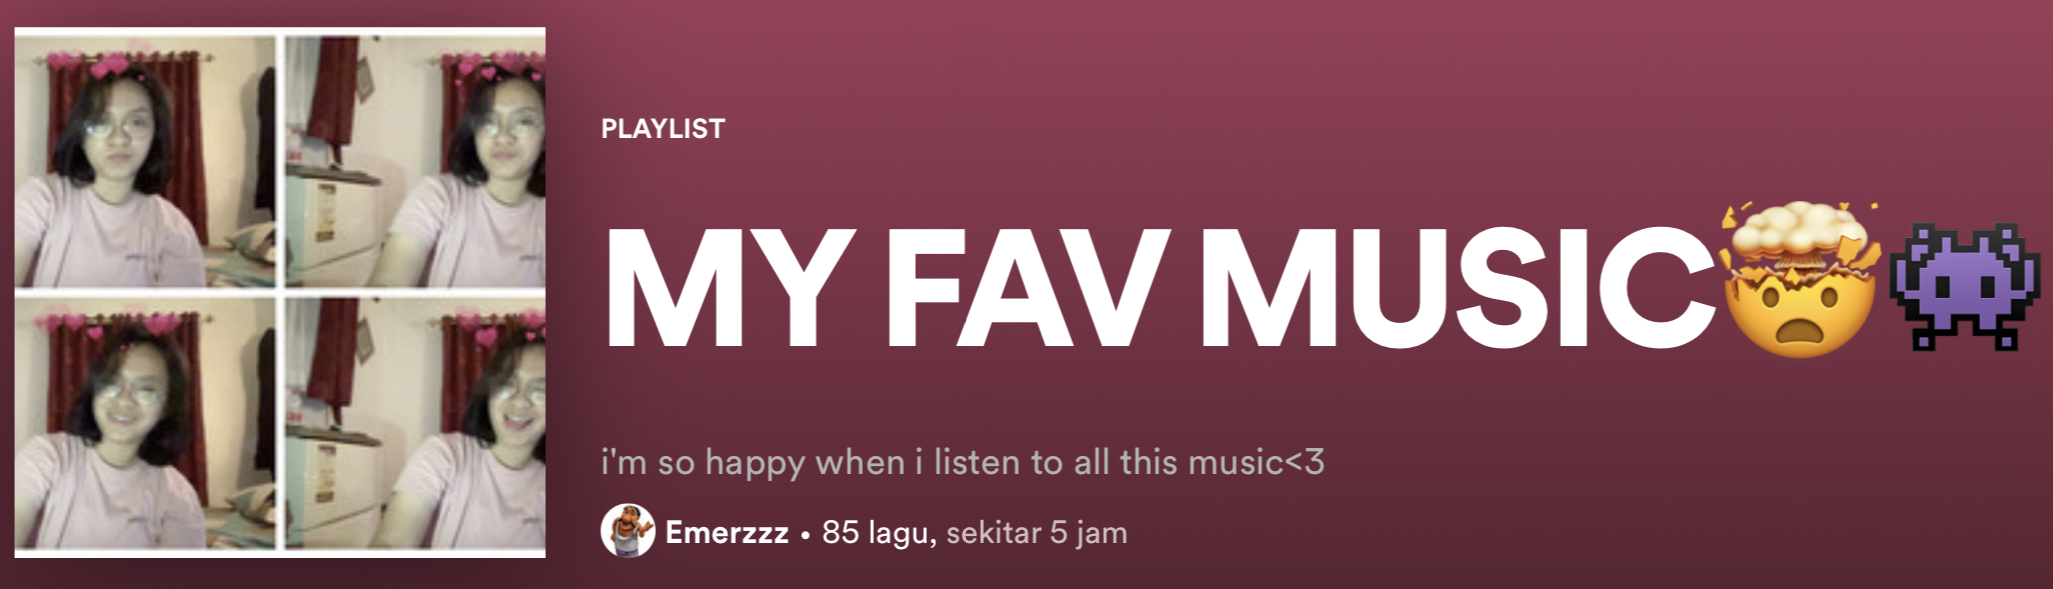 PLAYLIST
MY FAV MUSIC🤯👾
i'm so happy when i listen to all this music<3
Emerzzz • 85 lagu, sekitar 5 jam